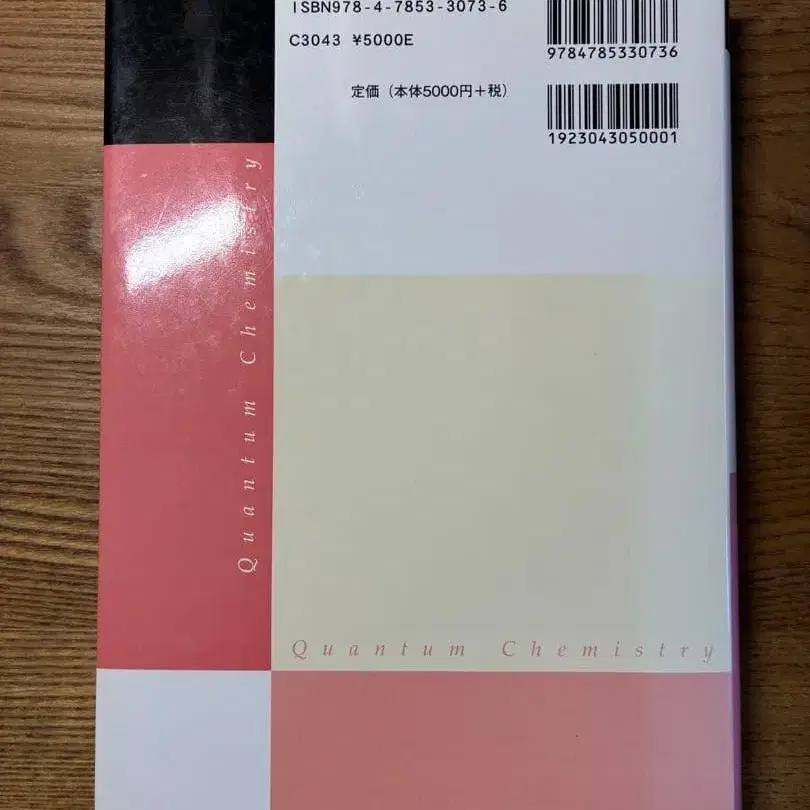 ISBN978-4-7853-3073-6
C3043 ¥5000E
9784785330736
定価（本体5000円＋税）
1923043050001
Quantum Chemistry
Quantum Chemistry